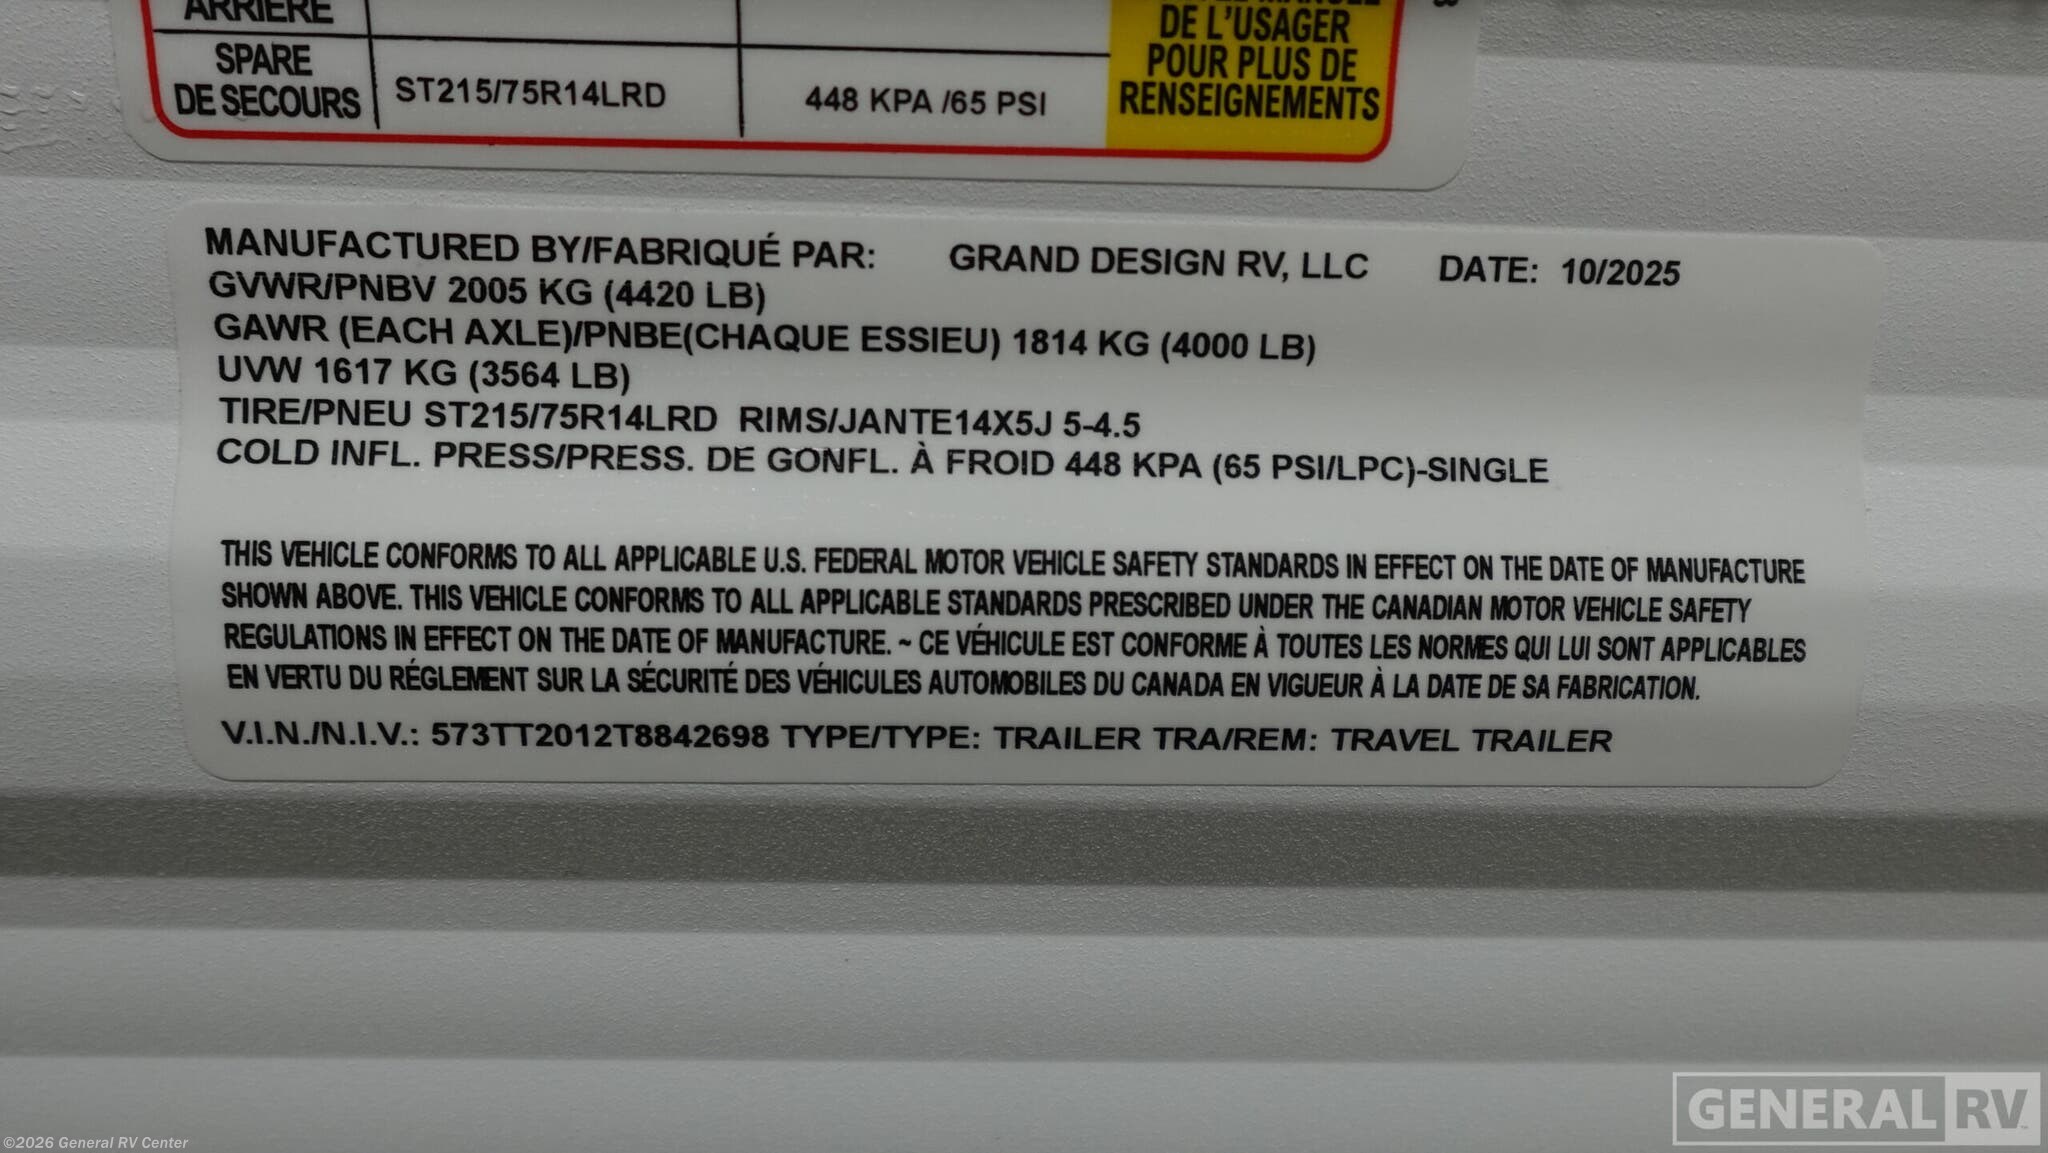 ARRIÈRE
SPARE
DE SECOURS
ST215/75R14LRD
448 KPA /65 PSI
DE L'USAGER
POUR PLUS DE
RENSEIGNEMENTS
MANUFACTURED BY/FABRIQUÉ PAR: GRAND DESIGN RV, LLC DATE: 10/2025
GVWR/PNBV 2005 KG (4420 LB)
GAWR (EACH AXLE)/PNBE(CHAQUE ESSIEU) 1814 KG (4000 LB)
UVW 1617 KG (3564 LB)
TIRE/PNEU ST215/75R14LRD RIMS/JANTE14X5J 5-4.5
COLD INFL. PRESS/PRESS. DE GONFL. À FROID 448 KPA (65 PSI/LPC)-SINGLE
THIS VEHICLE CONFORMS TO ALL APPLICABLE U.S. FEDERAL MOTOR VEHICLE SAFETY STANDARDS IN EFFECT ON THE DATE OF MANUFACTURE
SHOWN ABOVE. THIS VEHICLE CONFORMS TO ALL APPLICABLE STANDARDS PRESCRIBED UNDER THE CANADIAN MOTOR VEHICLE SAFETY
REGULATIONS IN EFFECT ON THE DATE OF MANUFACTURE. ~ CE VÉHICULE EST CONFORME À TOUTES LES NORMES QUI LUI SONT APPLICABLES
EN VERTU DU RÉGLEMENT SUR LA SÉCURITÉ DES VÉHICULES AUTOMOBILES DU CANADA EN VIGUEUR À LA DATE DE SA FABRICATION.
V.I.N./N.I.V.: 573TT2012T8842698 TYPE/TYPE: TRAILER TRA/REM: TRAVEL TRAILER
GENERAL RV
©2026 General RV Center